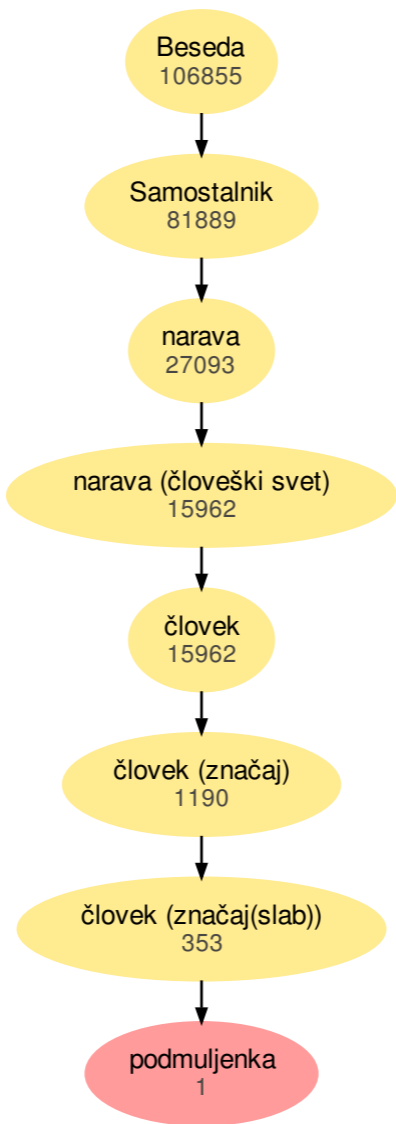 Beseda
106855
Samostalnik
81889
narava
27093
narava (človeški svet)
15962
človek
15962
človek (značaj)
1190
človek (značaj(slab))
353
podmuljenka
1